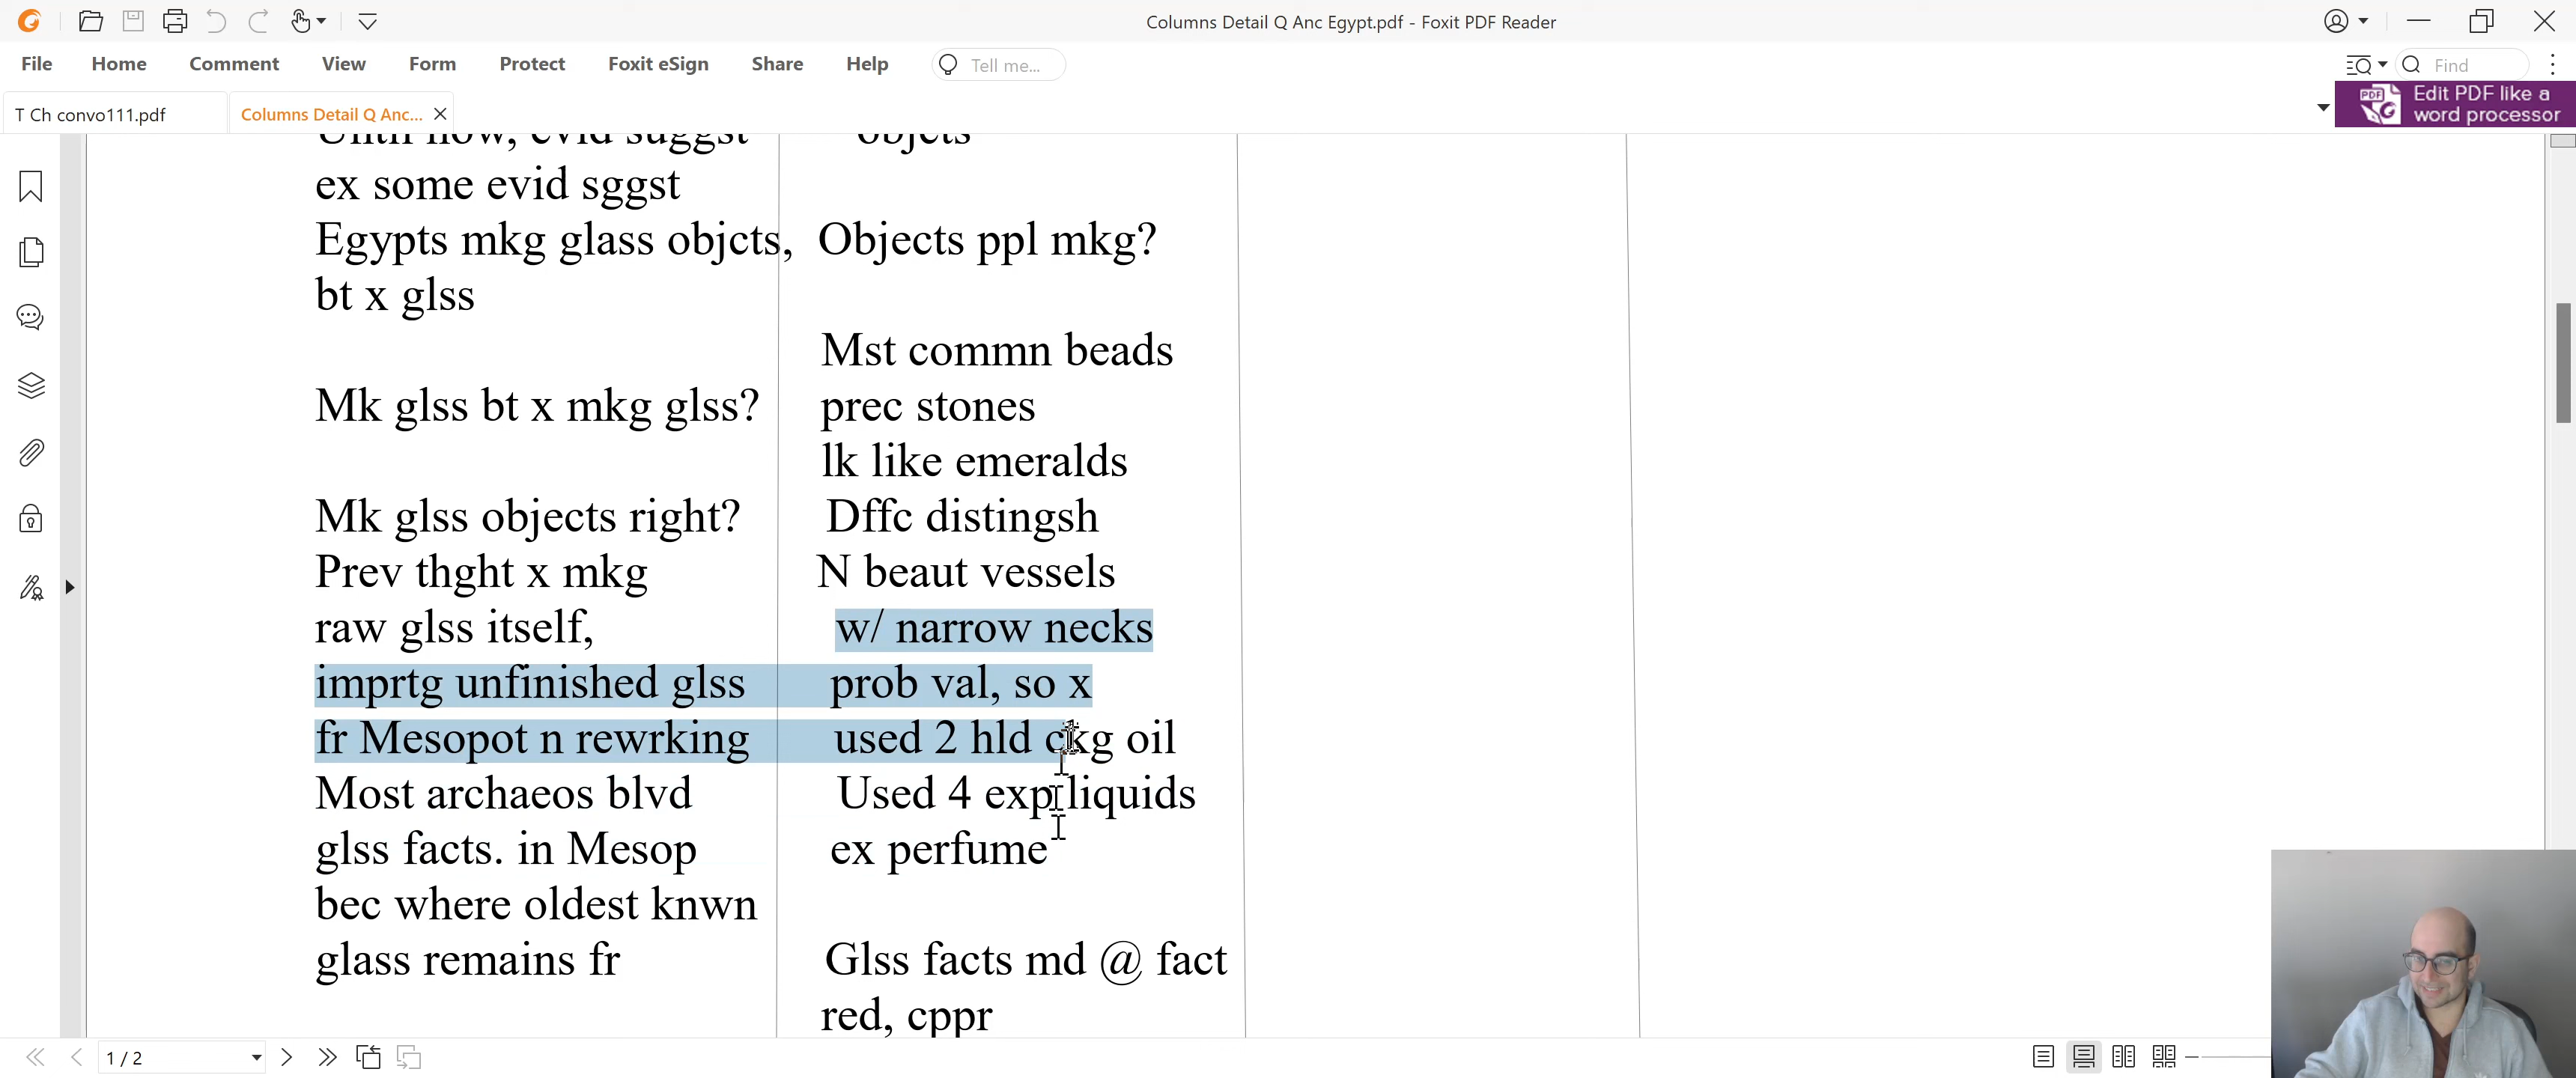 Columns Detail Q Anc Egypt.pdf - Foxit PDF Reader
File Home Comment View Form Protect Foxit eSign Share Help Tell me... Find
T Ch convo111.pdf
Columns Detail Q Anc...
Edit PDF like a
word processor
Until now, evid suggst
ex some evid sggst
Egypts mkg glass objcts,
bt x glss
Mk glss bt x mkg glss?
Mk glss objects right?
Prev thght x mkg
raw glss itself,
imprtg unfinished glss
fr Mesopot n rewrking
Most archaeos blvd
glss facts. in Mesop
bec where oldest knwn
glass remains fr
objcts
Objects ppl mkg?
Mst commn beads
prec stones
lk like emeralds
Dffc distingsh
N beaut vessels
w/ narrow necks
prob val, so x
used 2 hld ckg oil
Used 4 exp liquids
ex perfume
Glss facts md @ fact
red, cppr
1 / 2